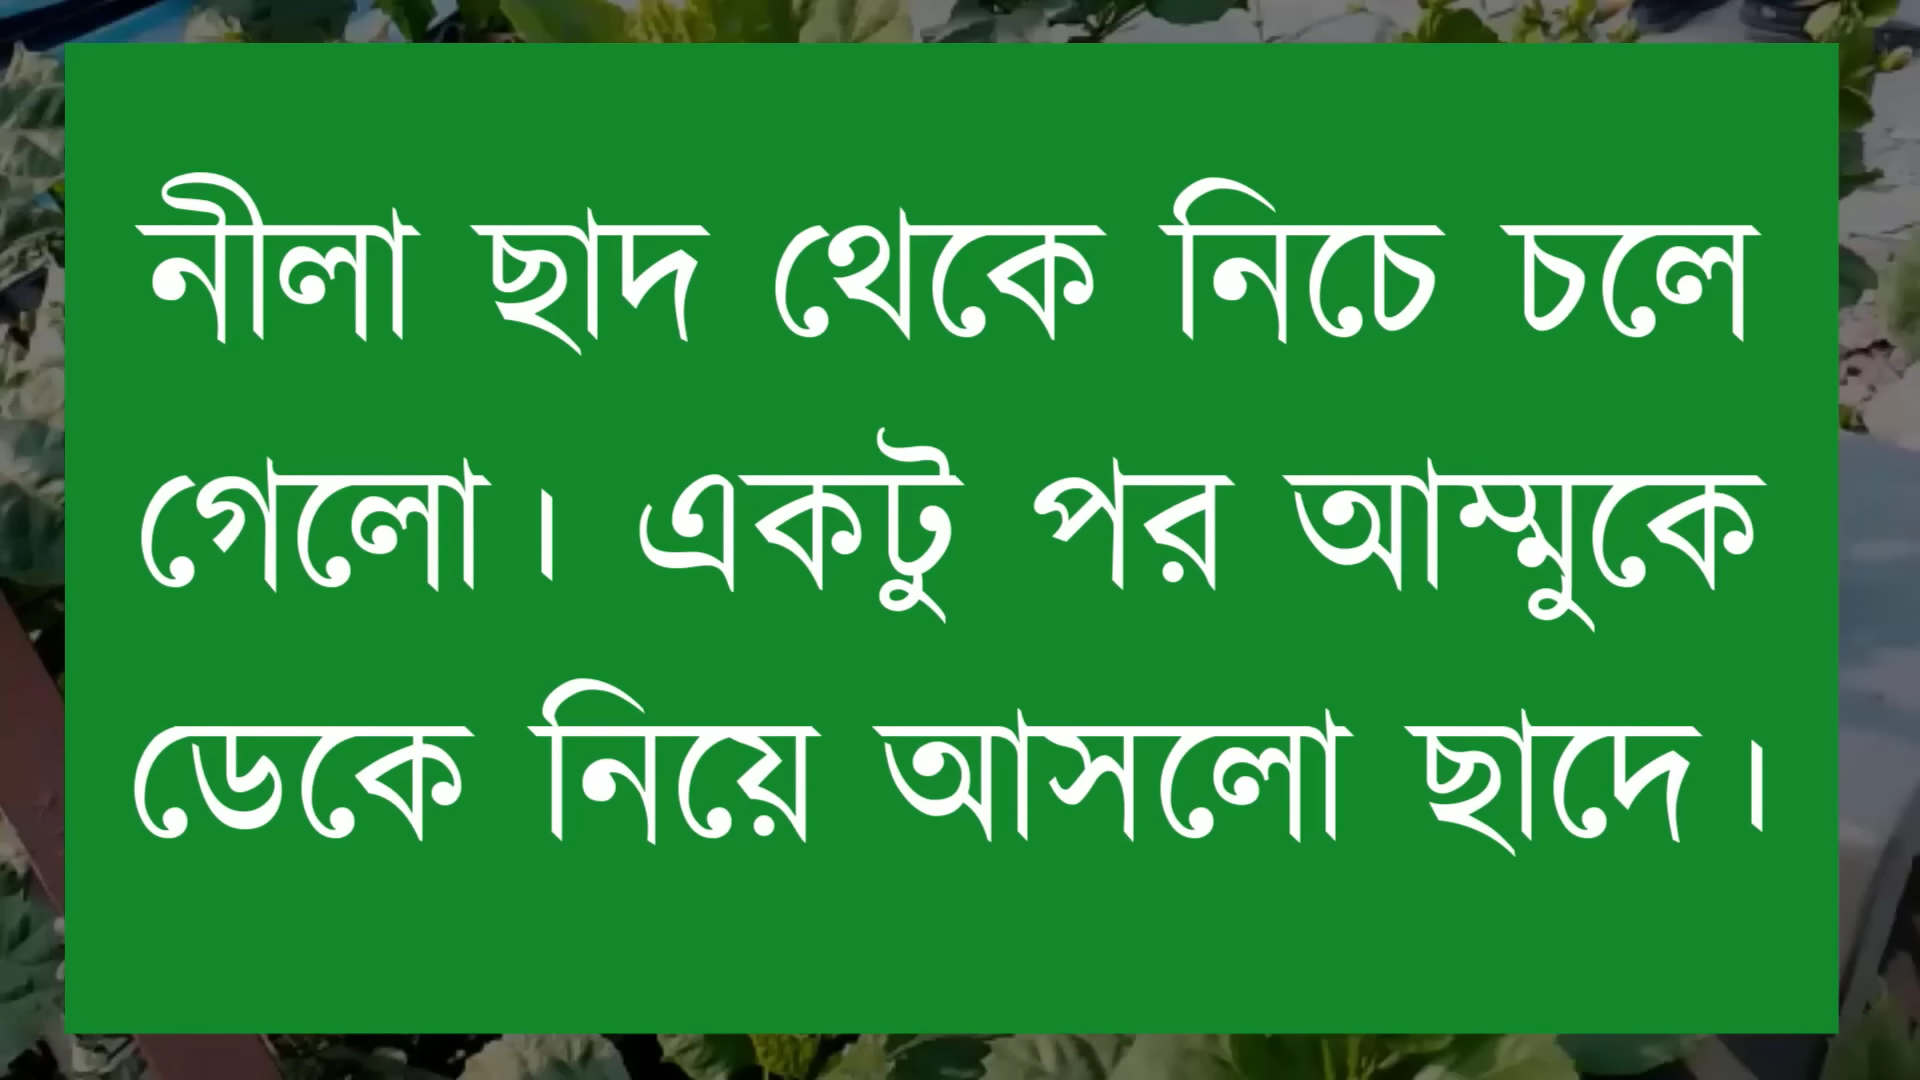 নীলা ছাদ থেকে নিচে চলে
গেলো। একটু পর আম্মুকে
ডেকে নিয়ে আসলো ছাদে।